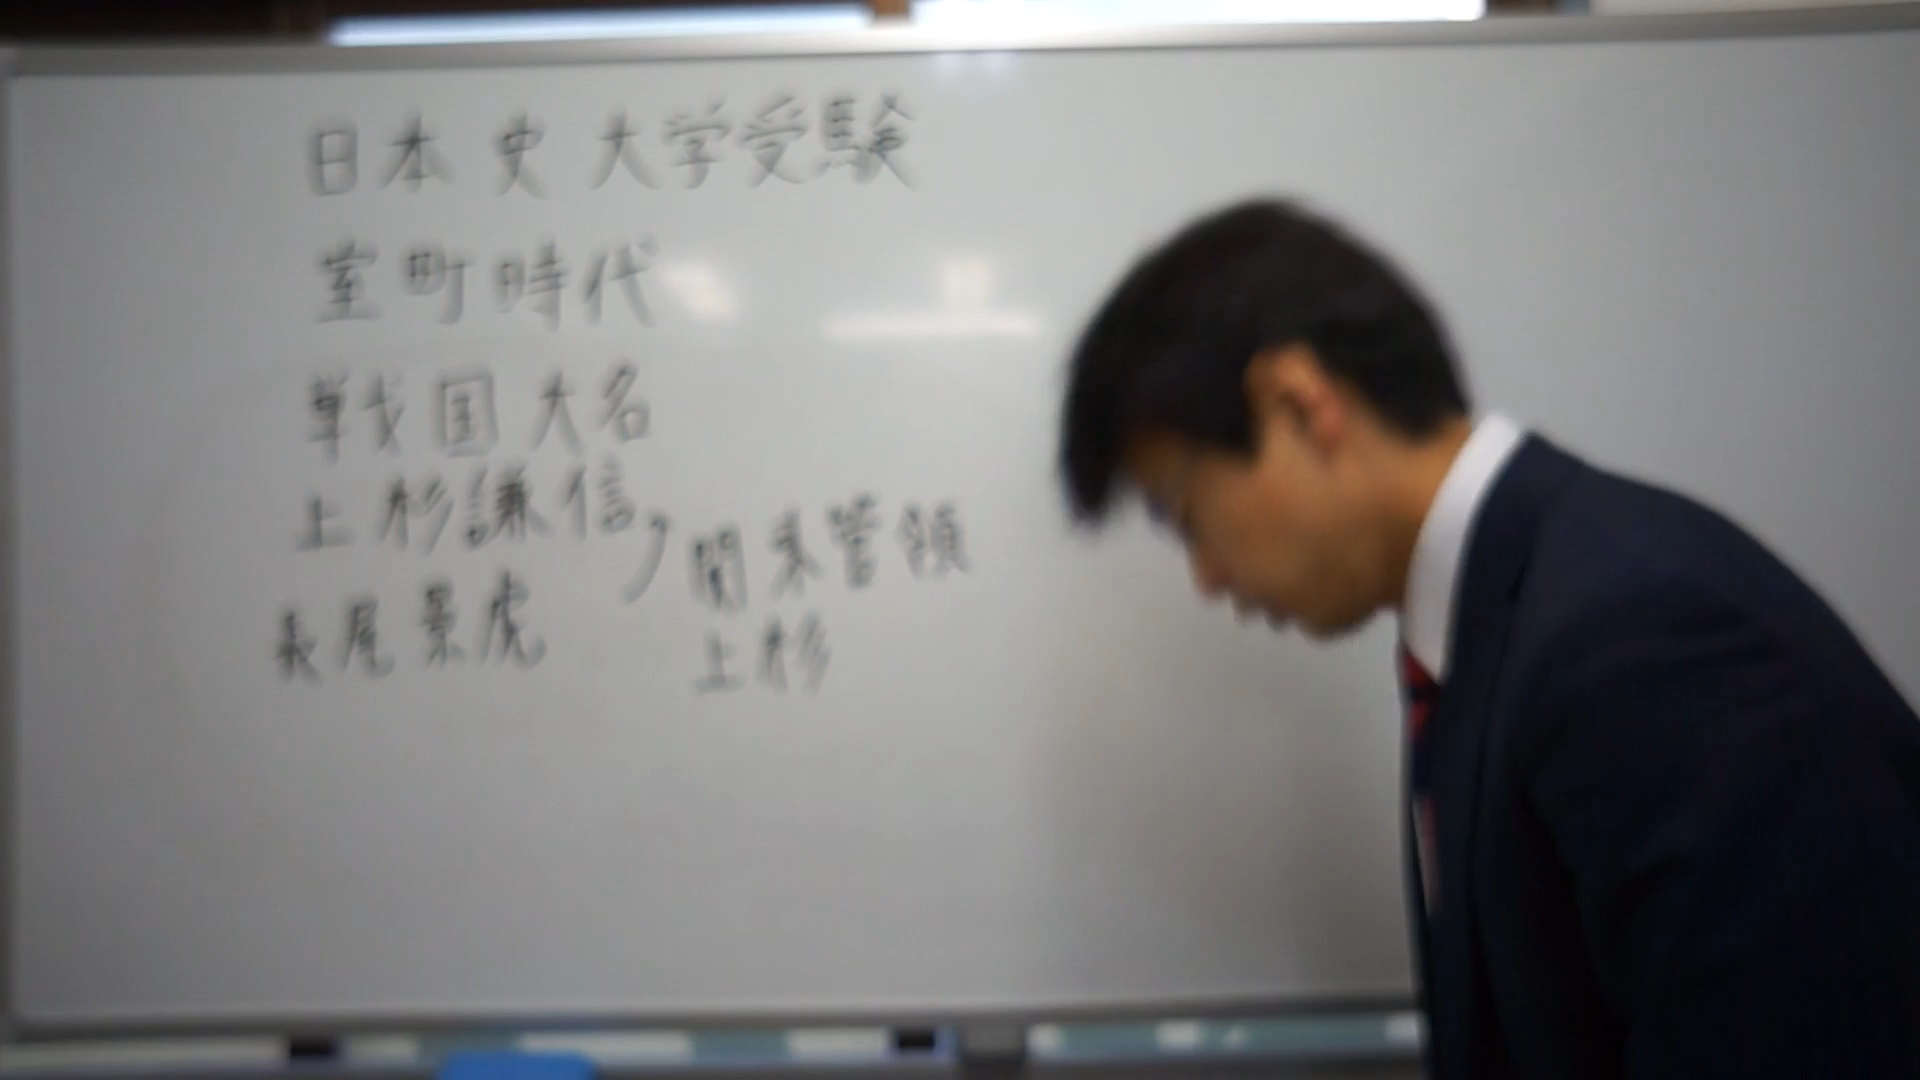 日本史 大学受験
室町時代
戦国大名
上杉謙信
長尾景虎
関東管領
上杉